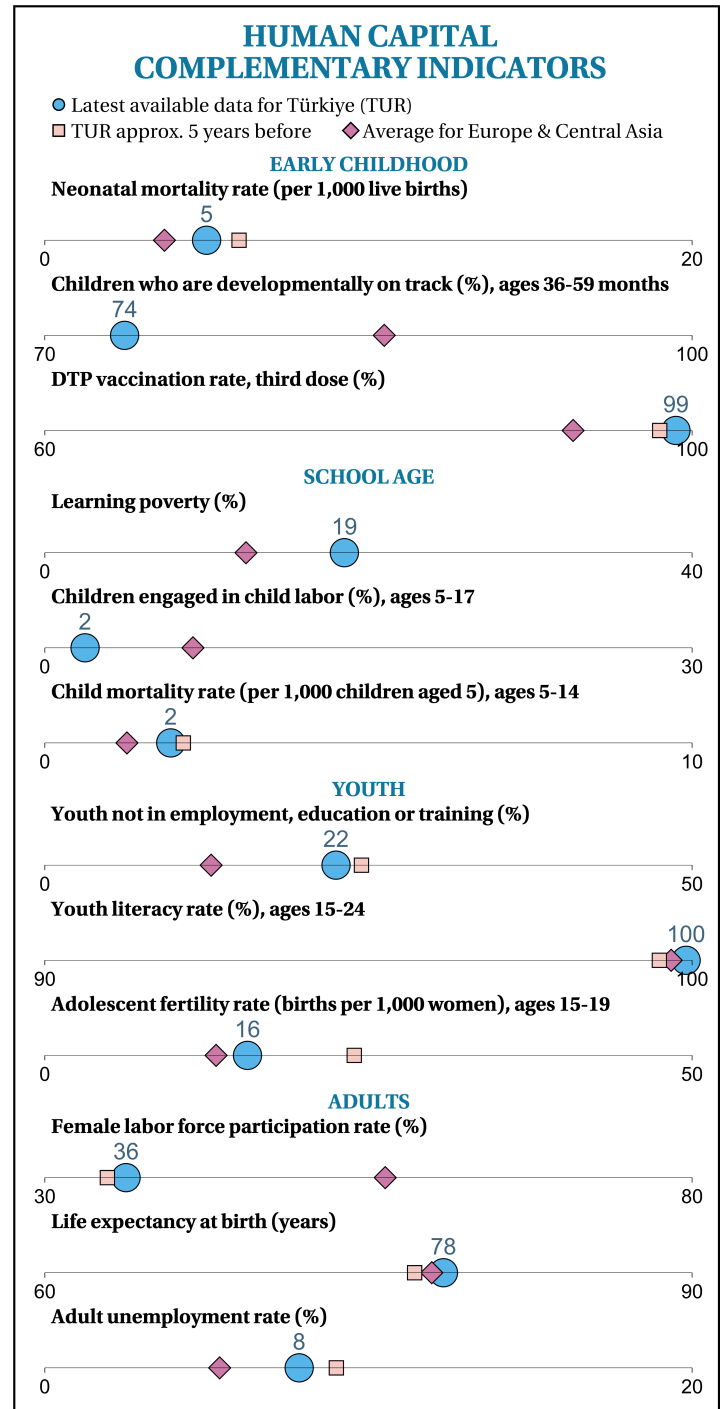 HUMAN CAPITAL
COMPLEMENTARY INDICATORS
Latest available data for Türkiye (TUR)
TUR approx. 5 years before Average for Europe & Central Asia
EARLY CHILDHOOD
Neonatal mortality rate (per 1,000 live births)
5
0 20
Children who are developmentally on track (%), ages 36-59 months
74
70 100
DTP vaccination rate, third dose (%)
99
60 100
SCHOOL AGE
Learning poverty (%)
19
0 40
Children engaged in child labor (%), ages 5-17
2
0 30
Child mortality rate (per 1,000 children aged 5), ages 5-14
2
0 10
YOUTH
Youth not in employment, education or training (%)
22
0 50
Youth literacy rate (%), ages 15-24
100
90 100
Adolescent fertility rate (births per 1,000 women), ages 15-19
16
0 50
ADULTS
Female labor force participation rate (%)
36
30 80
Life expectancy at birth (years)
78
60 90
Adult unemployment rate (%)
8
0 20